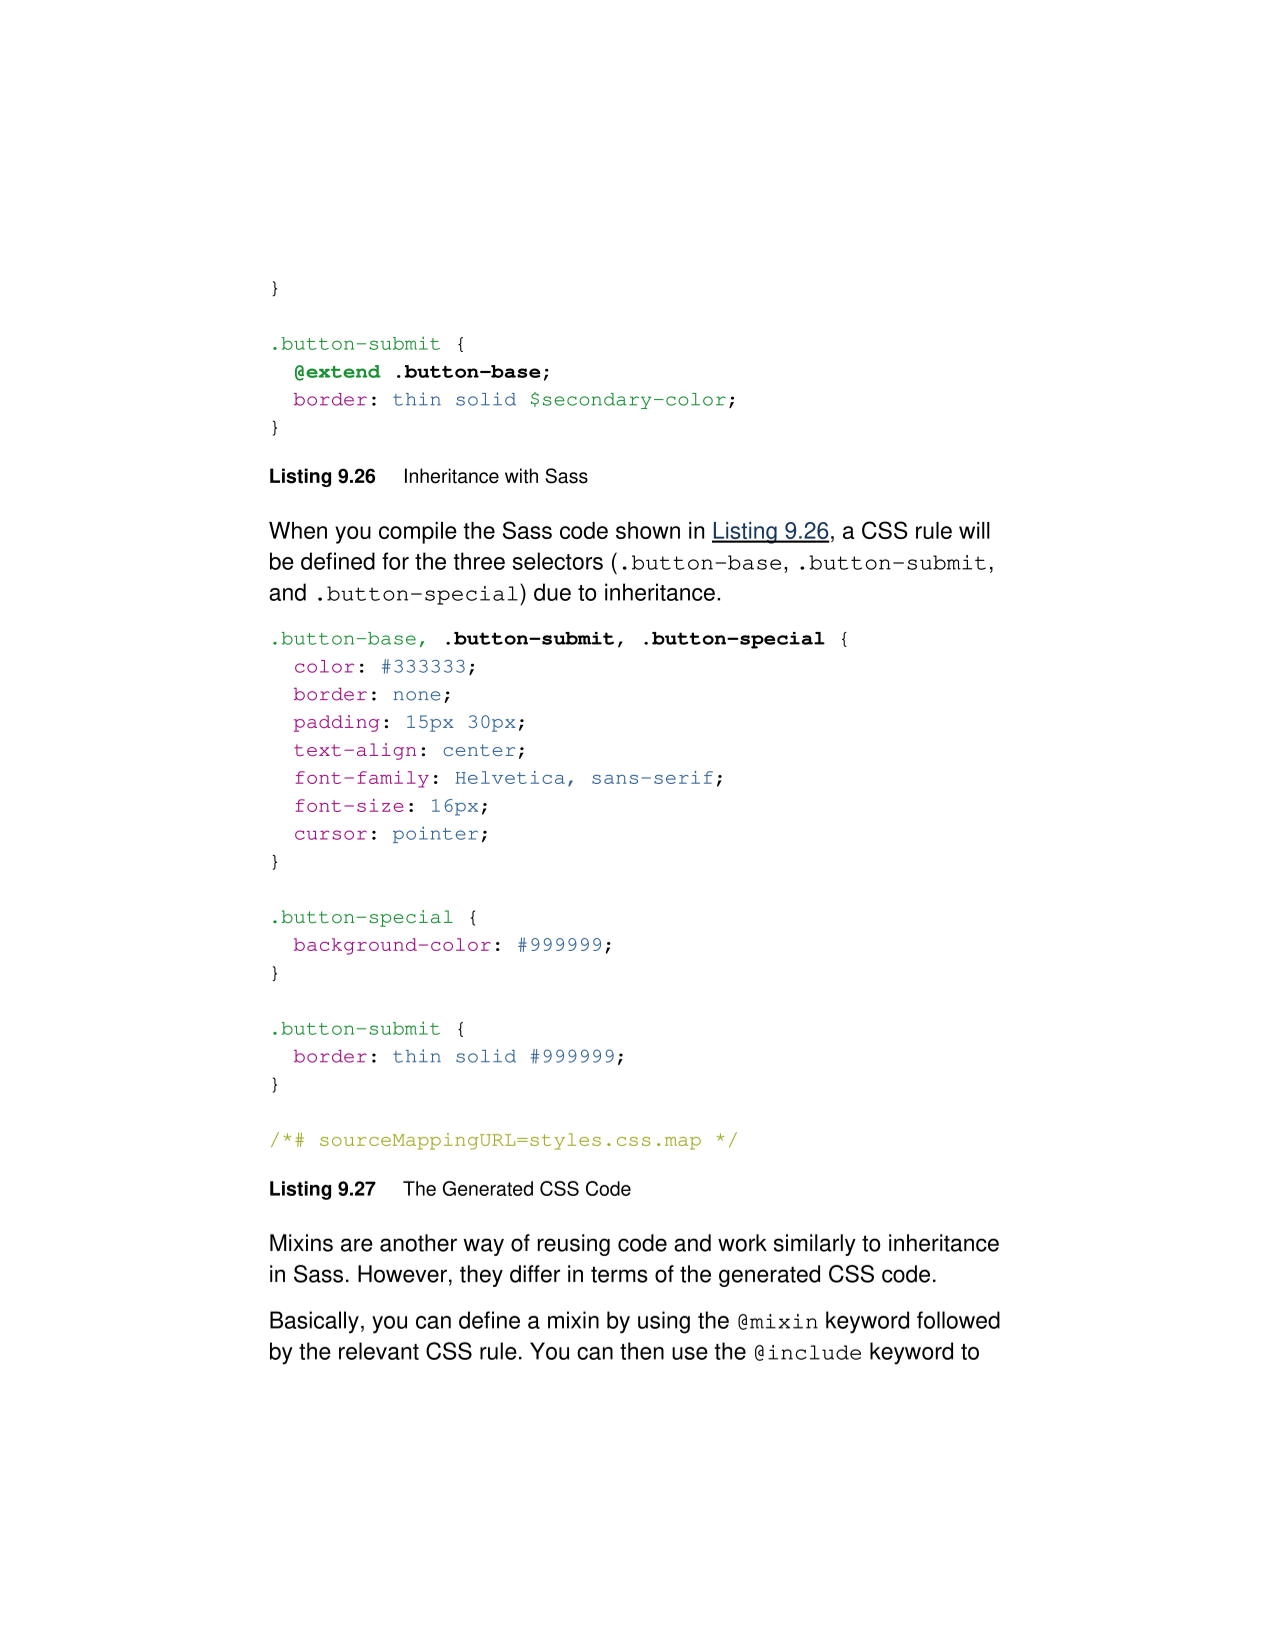 }
.button-submit {
  @extend .button-base;
  border: thin solid $secondary-color;
}
Listing 9.26 Inheritance with Sass
When you compile the Sass code shown in Listing 9.26, a CSS rule will
be defined for the three selectors (.button-base, .button-submit,
and .button-special) due to inheritance.
.button-base, .button-submit, .button-special {
  color: #333333;
  border: none;
  padding: 15px 30px;
  text-align: center;
  font-family: Helvetica, sans-serif;
  font-size: 16px;
  cursor: pointer;
}
.button-special {
  background-color: #999999;
}
.button-submit {
  border: thin solid #999999;
}
/*# sourceMappingURL=styles.css.map */
Listing 9.27 The Generated CSS Code
Mixins are another way of reusing code and work similarly to inheritance
in Sass. However, they differ in terms of the generated CSS code.
Basically, you can define a mixin by using the @mixin keyword followed
by the relevant CSS rule. You can then use the @include keyword to